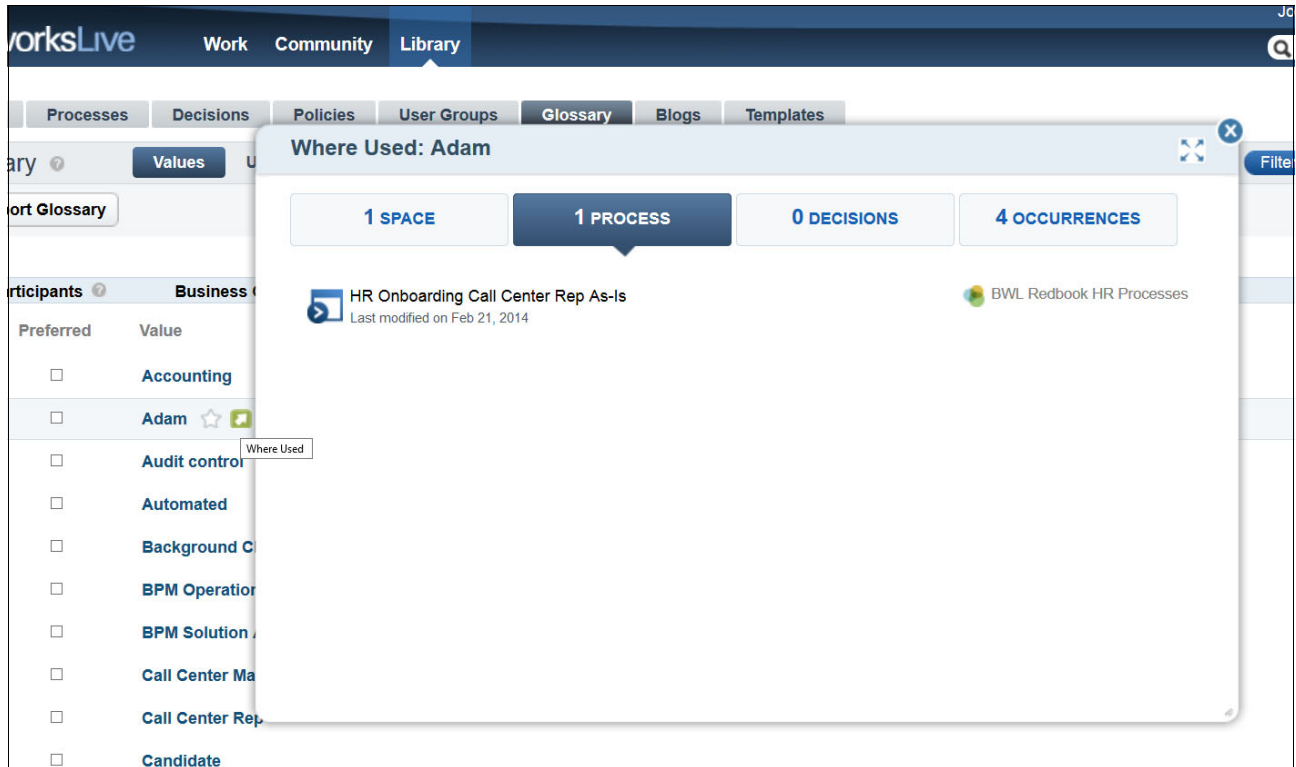 Jo
orksLive
Work Community Library
Processes Decisions Policies User Groups Glossary Blogs Templates
Where Used: Adam
ary Values U
Filter
ort Glossary
1 SPACE 1 PROCESS 0 DECISIONS 4 OCCURRENCES
rticipants Business
HR Onboarding Call Center Rep As-Is
BWL Redbook HR Processes
Last modified on Feb 21, 2014
Preferred Value
Accounting
Adam
Where Used
Audit control
Automated
Background C
BPM Operation
BPM Solution
Call Center Ma
Call Center Rep
Candidate